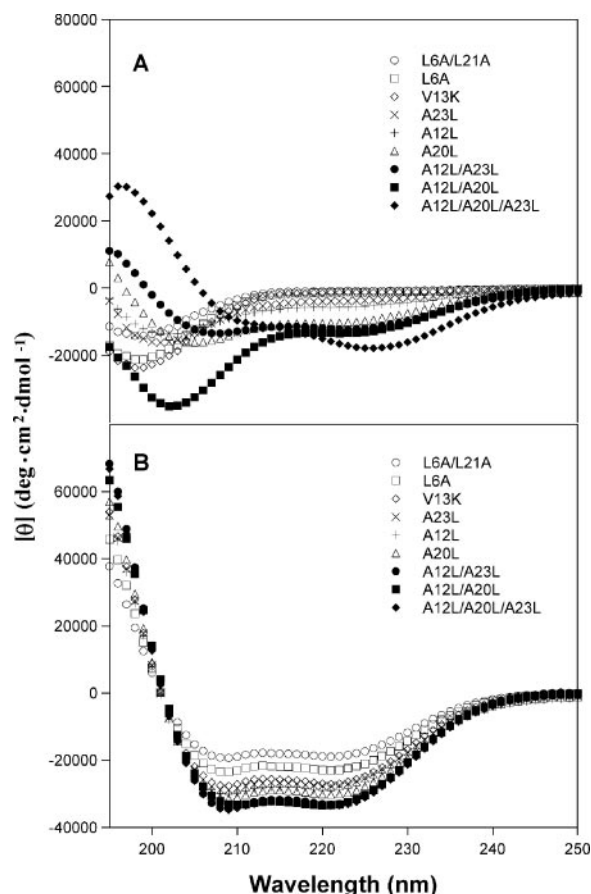 80000
60000
40000
20000
0
-20000
A
L6A/L21A
L6A
V13K
A23L
A12L
A20L
A12L/A23L
A12L/A20L
A12L/A20L/A23L
[θ] (deg·cm²·dmol⁻¹)
60000
40000
20000
0
-20000
-40000
B
L6A/L21A
L6A
V13K
A23L
A12L
A20L
A12L/A23L
A12L/A20L
A12L/A20L/A23L
200 210 220 230 240 250
Wavelength (nm)